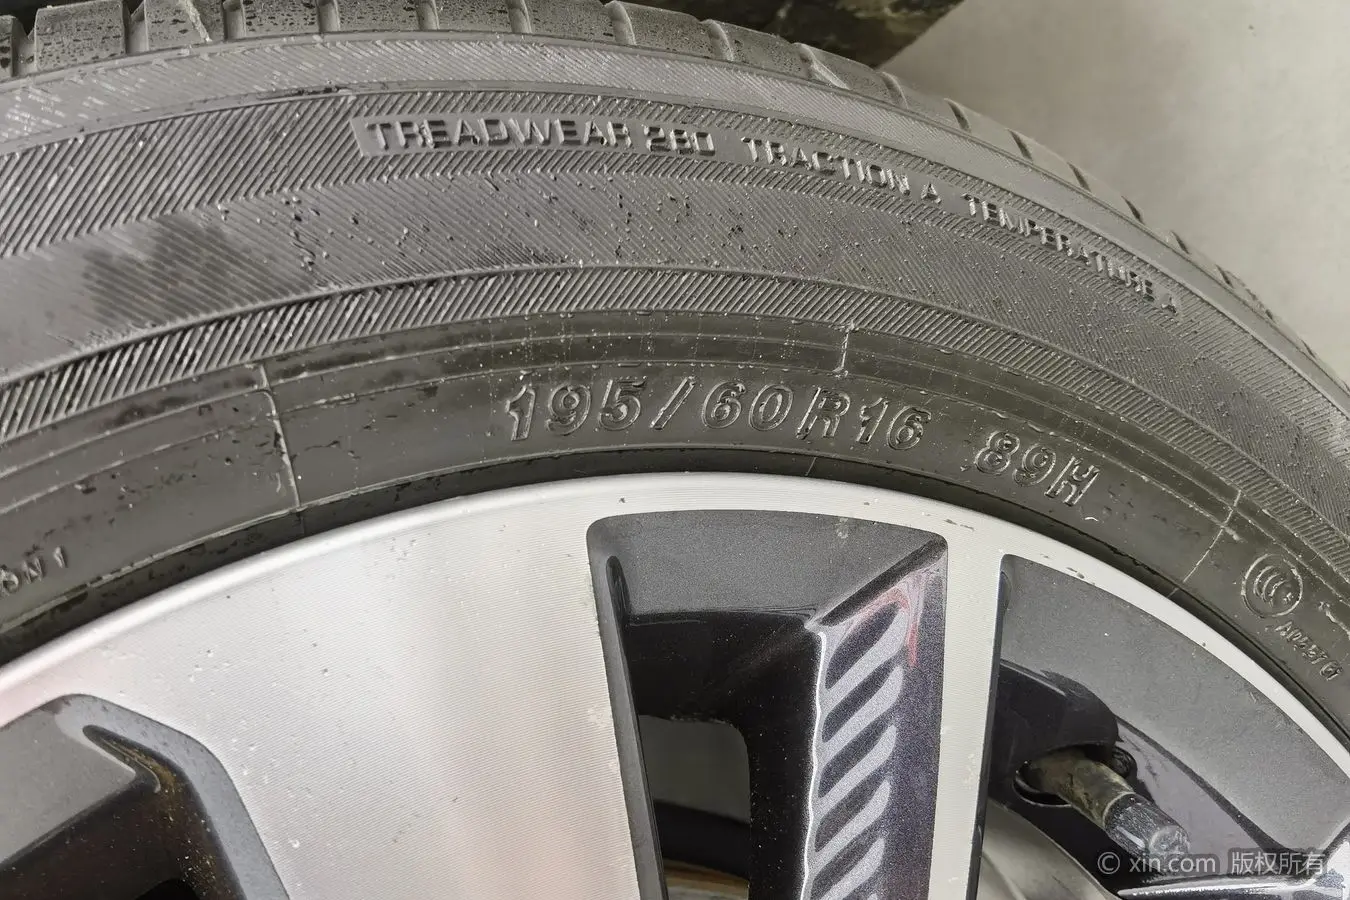 TREADWEAR 280 TRACTION A TEMPERATURE A
195/60R16 89H
© xin.com 版权所有